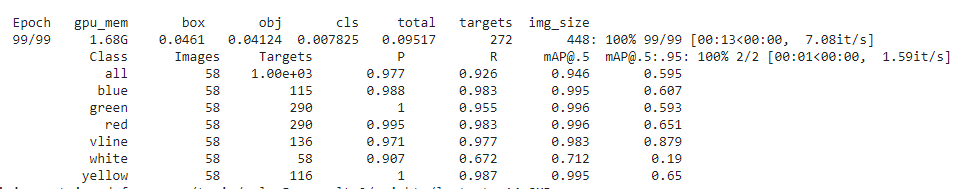 Epoch gpu_mem box obj cls total targets img_size
99/99 1.68G 0.0461 0.04124 0.007825 0.09517 272 448: 100% 99/99 [00:13<00:00, 7.08it/s]
Class Images Targets P R mAP@.5 mAP@.5:.95: 100% 2/2 [00:01<00:00, 1.59it/s]
all 58 1.00e+03 0.977 0.926 0.946 0.595
blue 58 115 0.988 0.983 0.995 0.607
green 58 290 1 0.955 0.996 0.593
red 58 290 0.995 0.983 0.996 0.651
vline 58 136 0.971 0.977 0.983 0.879
white 58 58 0.907 0.672 0.712 0.19
yellow 58 116 1 0.987 0.995 0.65